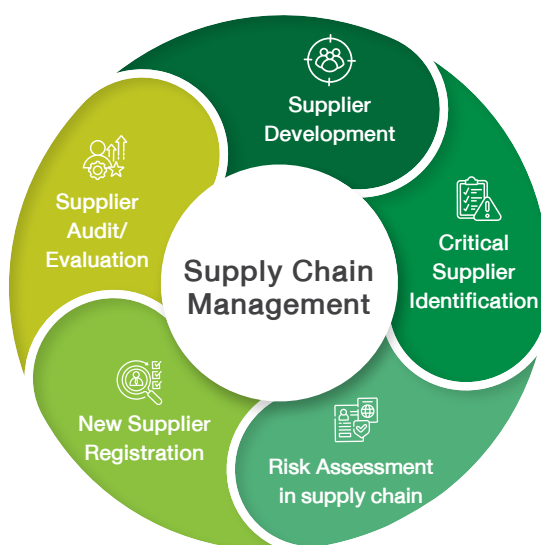 Supplier
Development
Critical
Supplier
Identification
Risk Assessment
in supply chain
New Supplier
Registration
Supplier
Audit/
Evaluation
Supply Chain
Management